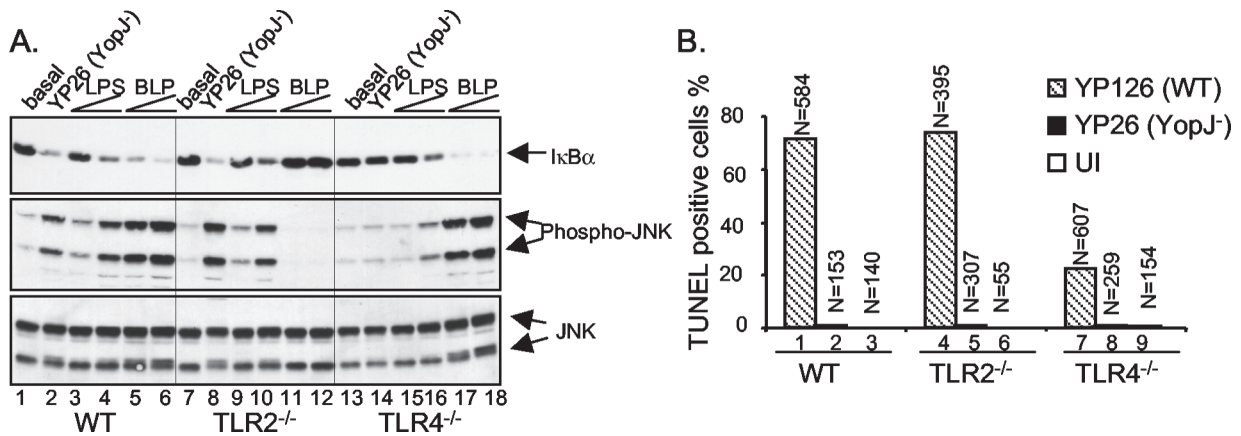 A.
basal
YP26 (YopJ-)
LPS
BLP
basal
YP26 (YopJ-)
LPS
BLP
basal
YP26 (YopJ-)
LPS
BLP
IκBα
Phospho-JNK
JNK
1 2 3 4 5 6 7 8 9 10 11 12 13 14 15 16 17 18
WT TLR2-/- TLR4-/-
B.
TUNEL positive cells %
80
60
40
20
0
N=584
N=153
N=140
N=395
N=307
N=55
N=607
N=259
N=154
YP126 (WT)
YP26 (YopJ-)
UI
1 2 3 4 5 6 7 8 9
WT TLR2-/- TLR4-/-